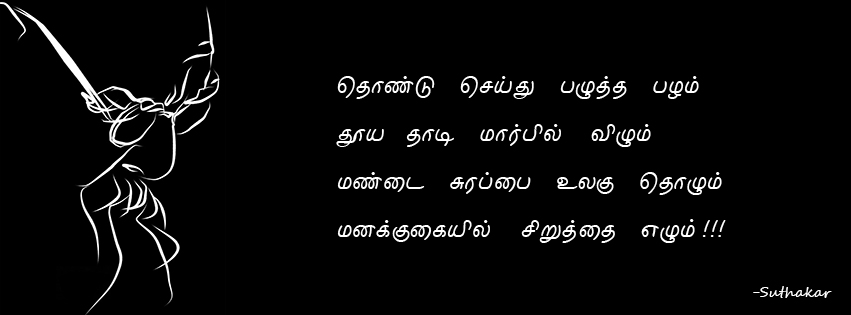 தொண்டு செய்து பழுத்த பழம்
தூய தாடி மார்பில் விழும்
மண்டை சுரப்பை உலகு தொழும்
மனக்குகையில் சிறுத்தை எழும் !!!
-Suthakar